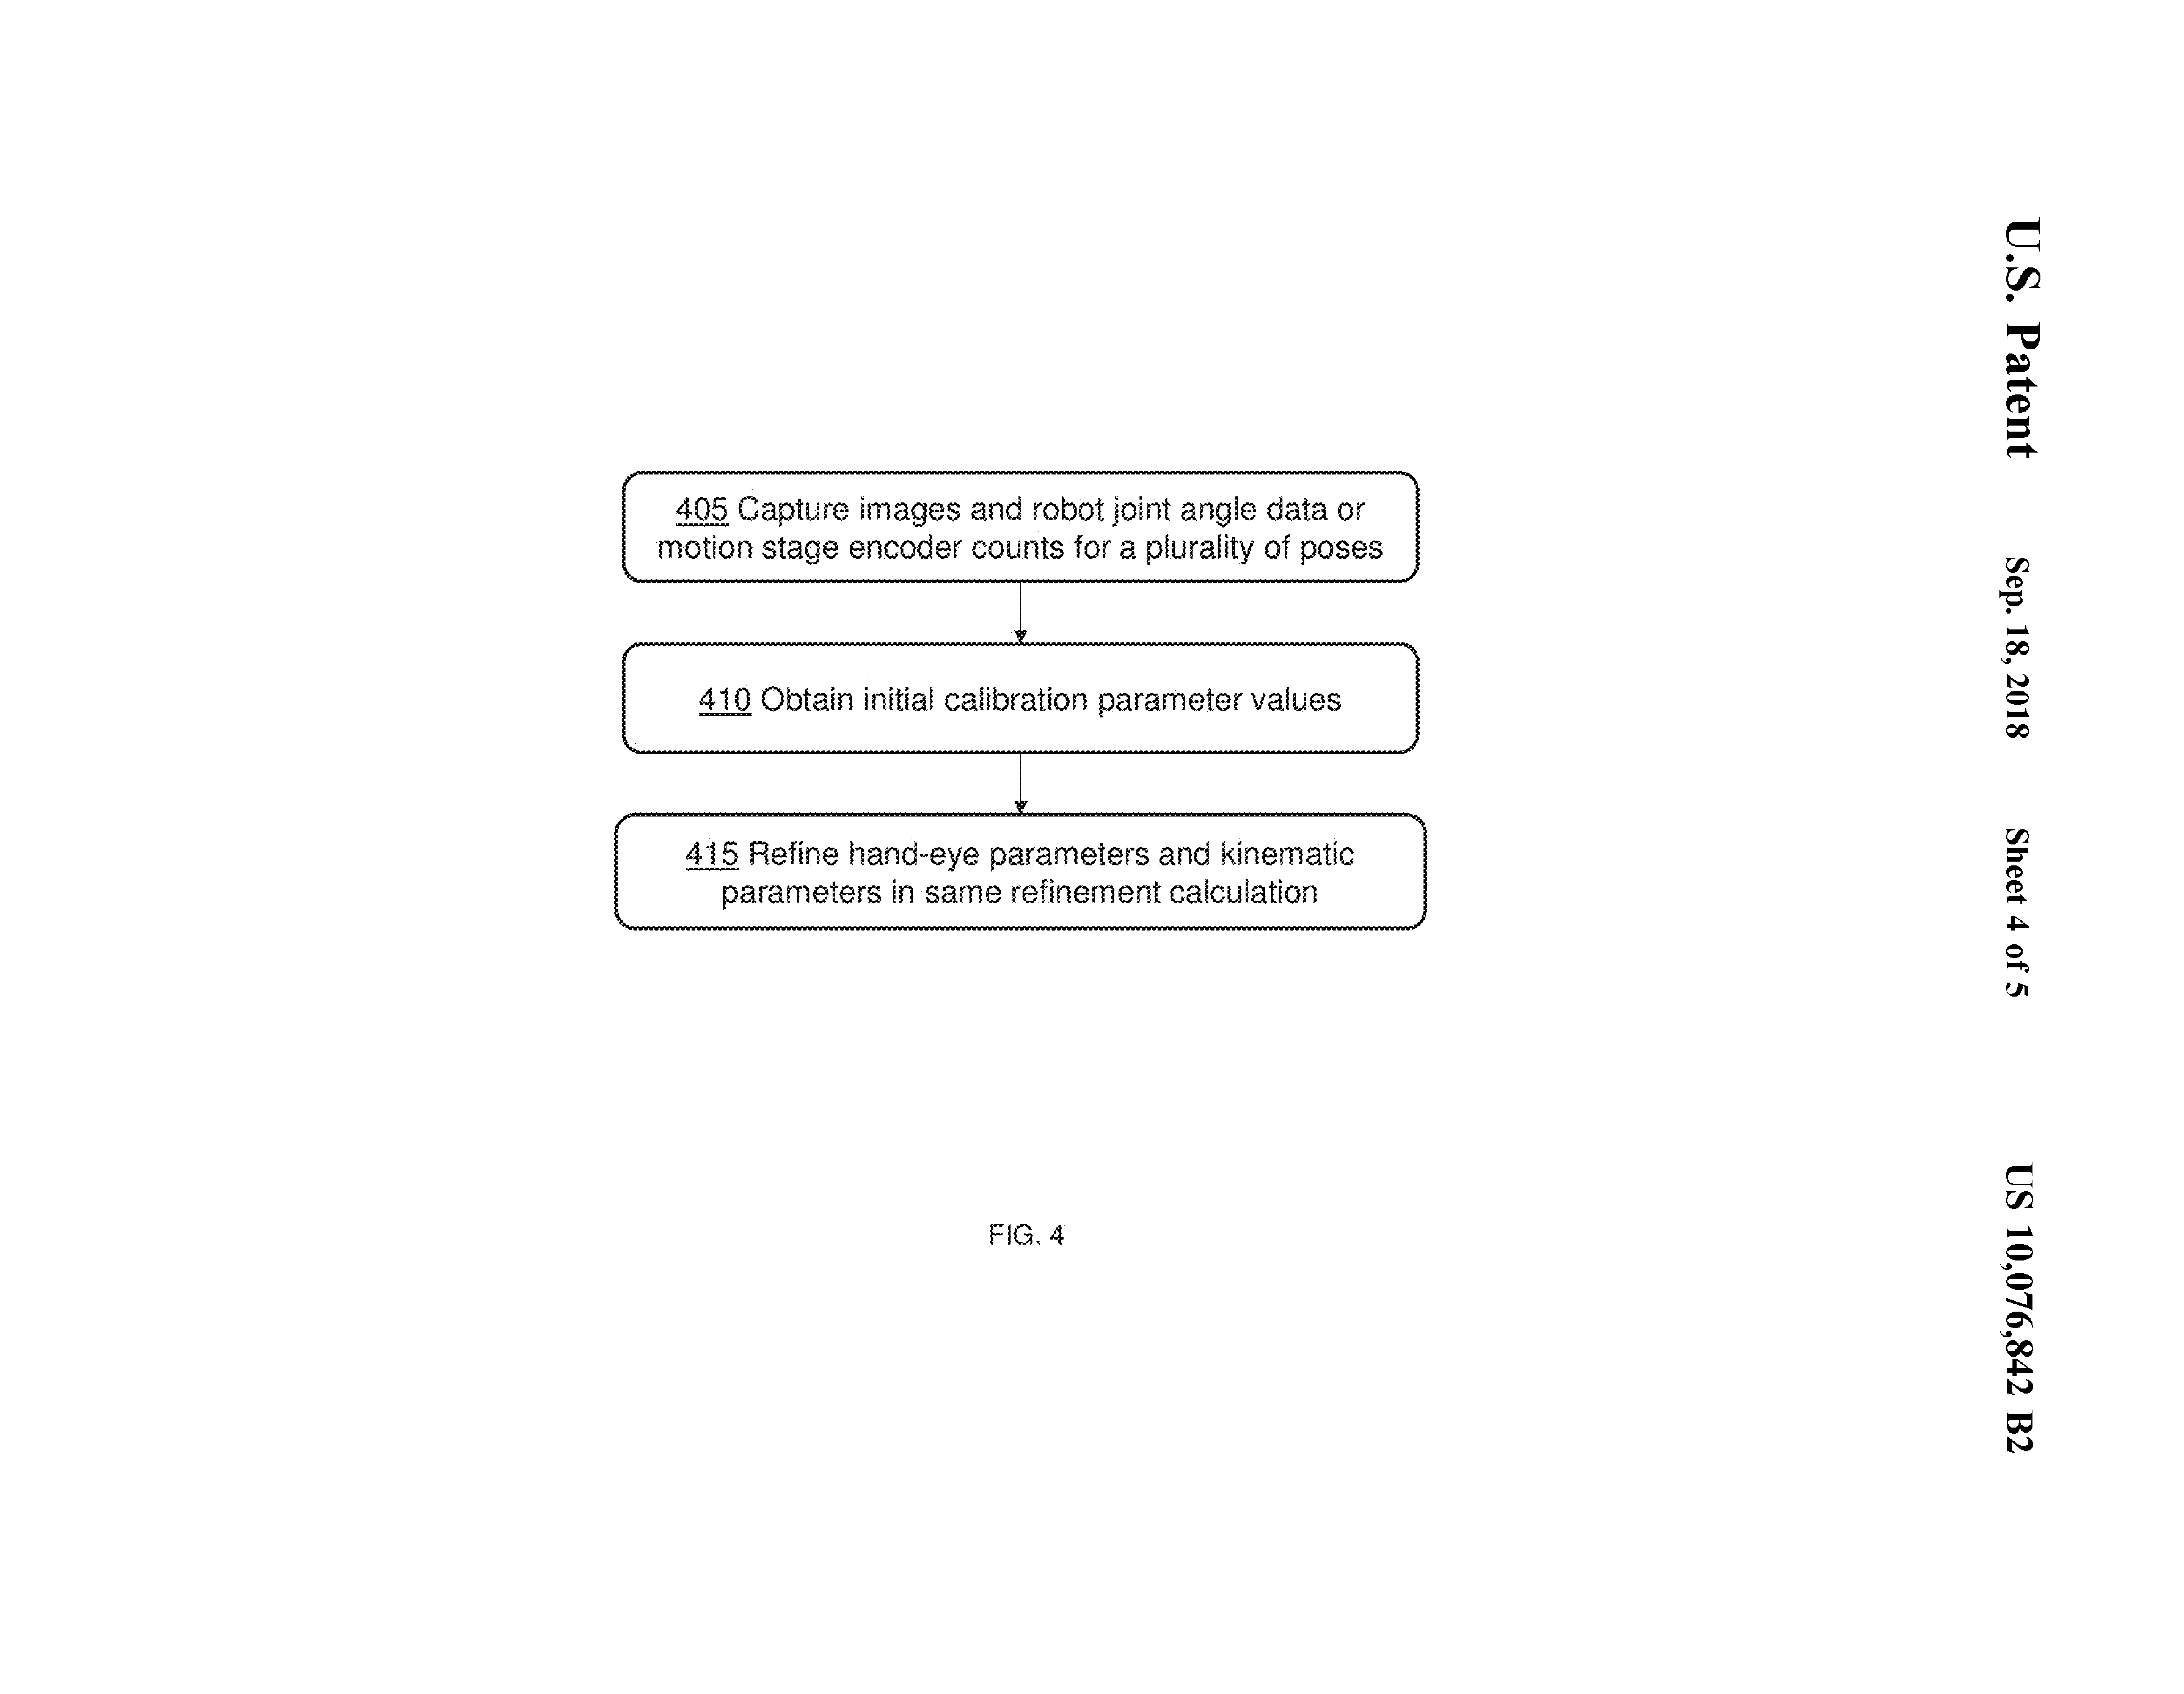 U.S. Patent Sep. 18, 2018 Sheet 4 of 5 US 10,076,842 B2
405 Capture images and robot joint angle data or
motion stage encoder counts for a plurality of poses
410 Obtain initial calibration parameter values
415 Refine hand-eye parameters and kinematic
parameters in same refinement calculation
FIG. 4